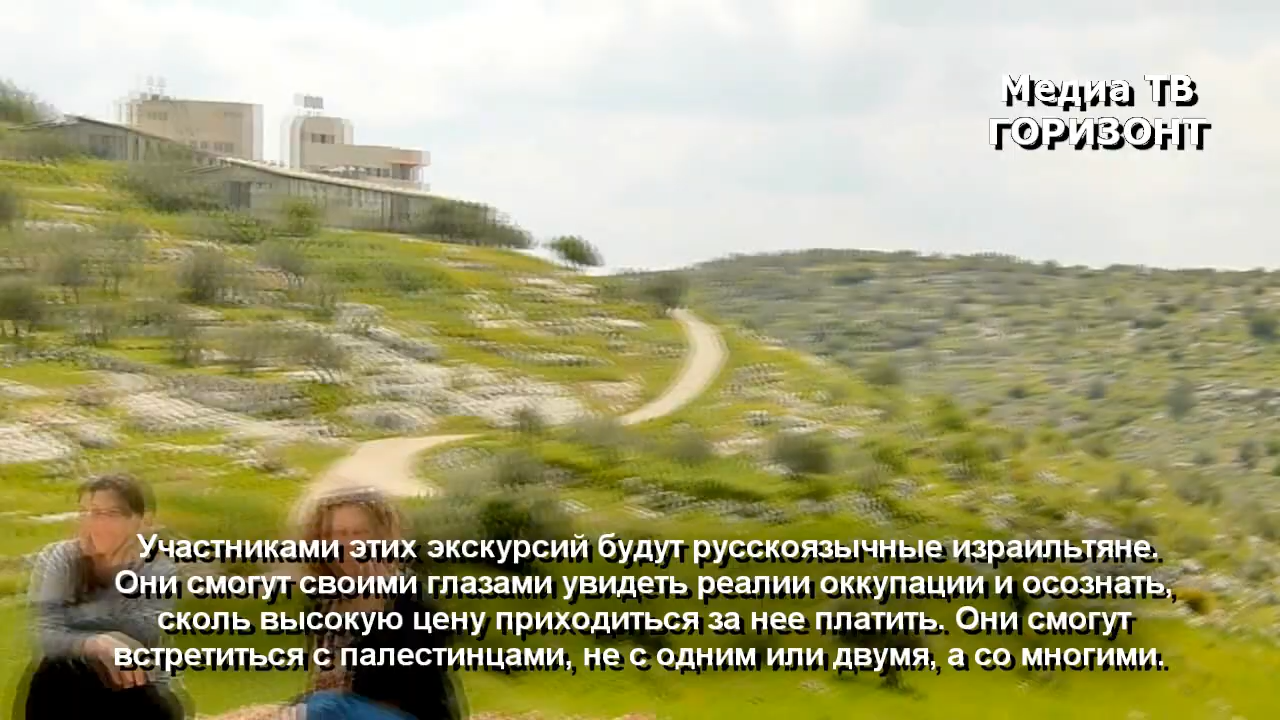 Медиа ТВ
ГОРИЗОНТ
Участниками этих экскурсий будут русскоязычные израильтяне.
Они смогут своими глазами увидеть реалии оккупации и осознать,
сколь высокую цену приходиться за нее платить. Они смогут
встретиться с палестинцами, не с одним или двумя, а со многими.